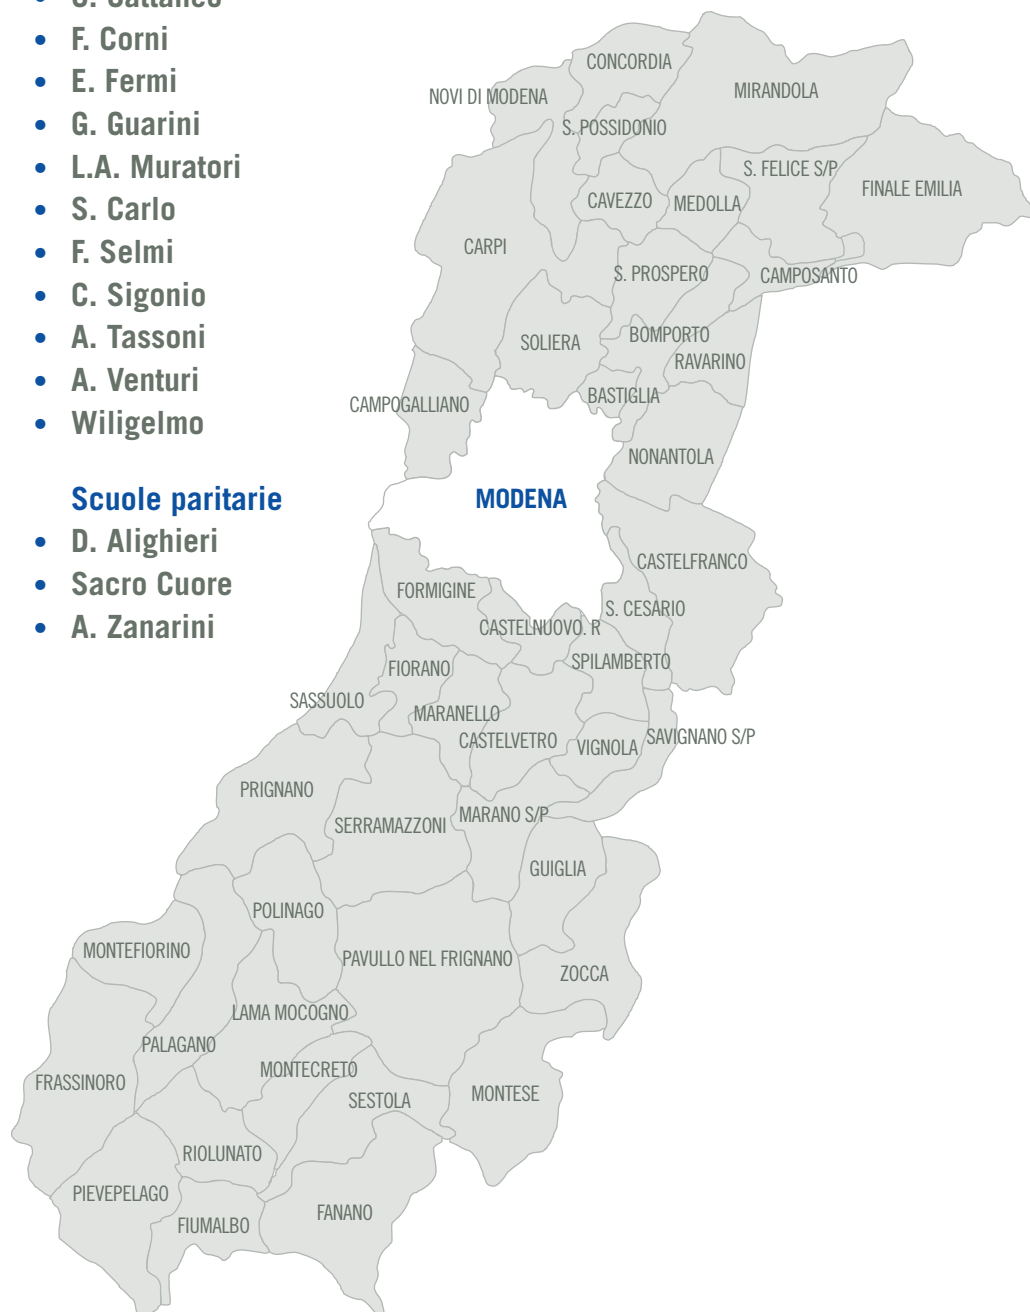 • F. Corni
• E. Fermi
• G. Guarini
• L.A. Muratori
• S. Carlo
• F. Selmi
• C. Sigonio
• A. Tassoni
• A. Venturi
• Wiligelmo
Scuole paritarie
• D. Alighieri
• Sacro Cuore
• A. Zanarini
CONCORDIA
MIRANDOLA
NOVI DI MODENA
S. POSSIDONIO
S. FELICE S/P
FINALE EMILIA
CAVEZZO
MEDOLLA
CARPI
S. PROSPERO
CAMPOSANTO
SOLIERA
BOMPORTO
RAVARINO
BASTIGLIA
CAMPOGALLIANO
NONANTOLA
MODENA
CASTELFRANCO
FORMIGINE
S. CESARIO
CASTELNUOVO. R
SPILAMBERTO
FIORANO
SASSUOLO
MARANELLO
CASTELVETRO
VIGNOLA
SAVIGNANO S/P
PRIGNANO
MARANO S/P
SERRAMAZZONI
GUIGLIA
POLINAGO
MONTEFIORINO
PAVULLO NEL FRIGNANO
ZOCCA
LAMA MOCOGNO
PALAGANO
MONTECRETO
FRASSINORO
SESTOLA
MONTESE
RIOLUNATO
PIEVEPELAGO
FIUMALBO
FANANO